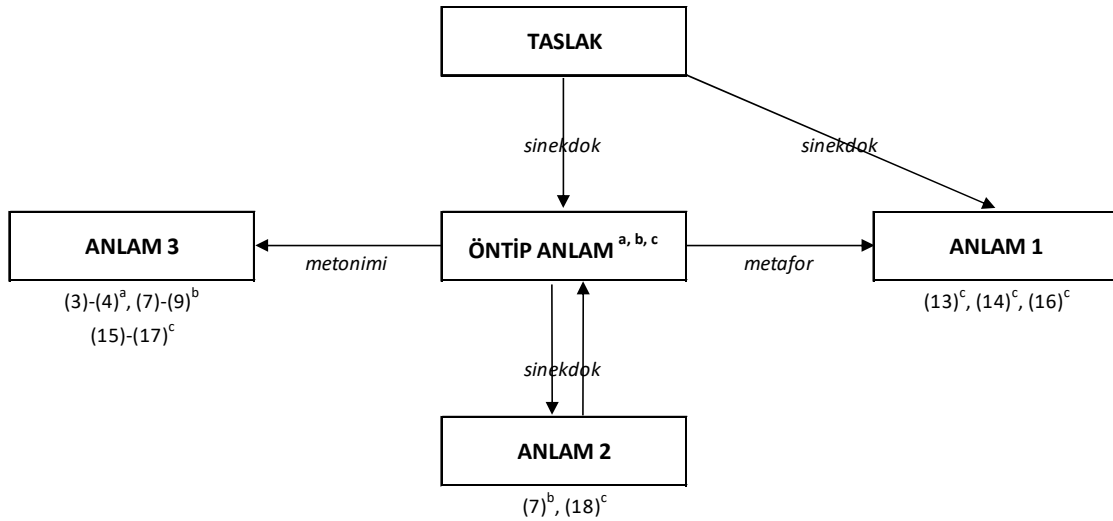 TASLAK
sinekdok
sinekdok
ANLAM 3
ÖNTİP ANLAM a, b, c
ANLAM 1
metonimi
metafor
(3)-(4)a, (7)-(9)b
(15)-(17)c
(13)c, (14)c, (16)c
sinekdok
ANLAM 2
(7)b, (18)c